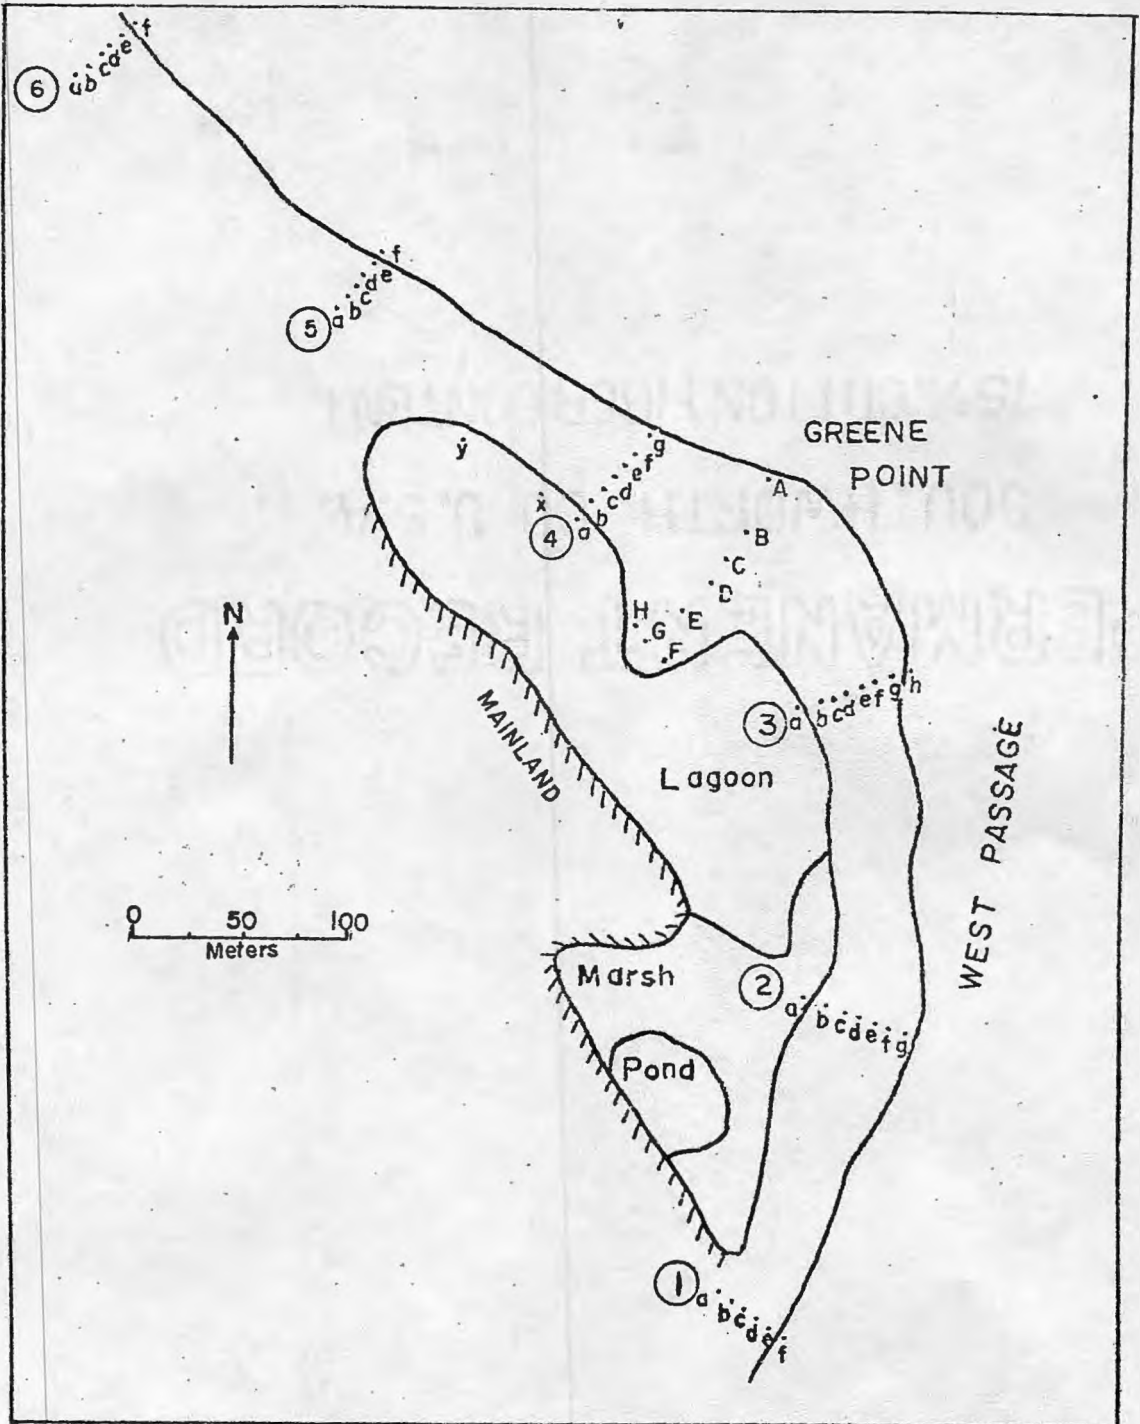 f
e
d
c
b
a
6
f
e
d
c
b
a
5
GREENE
POINT
y
g
f
e
d
c
b
a
x
4
A
B
C
D
E
H
G
F
N
MAINLAND
3
a b c d e f g h
Lagoon
WEST PASSAGE
0 50 100
Meters
Marsh
2
a b c d e f g
Pond
1
a b c d e f